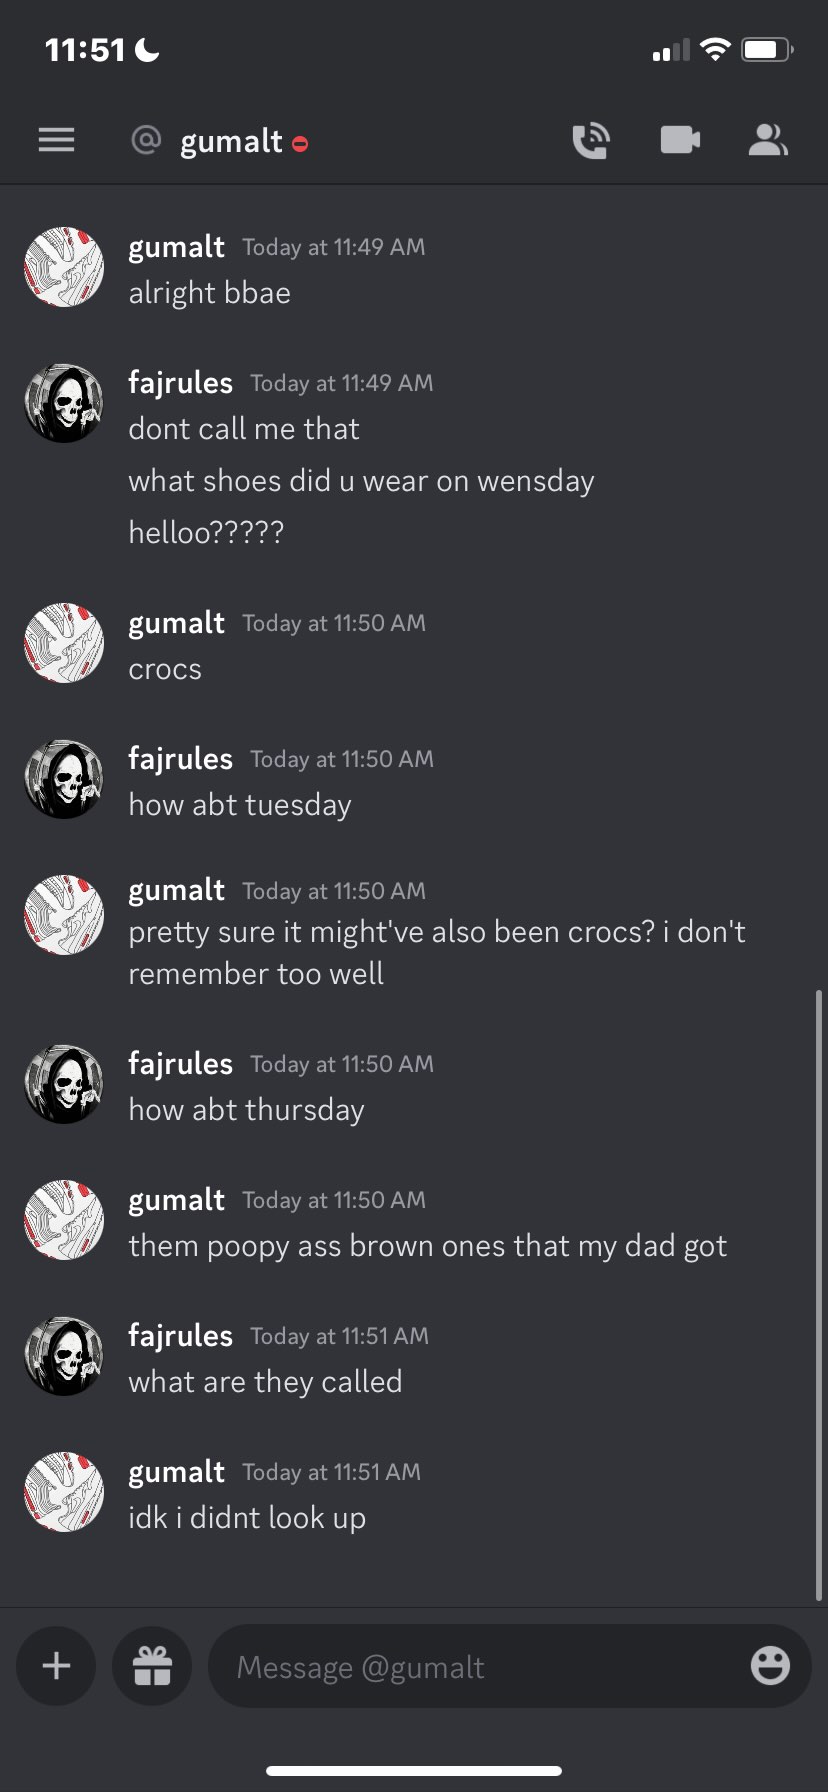 11:51
@ gumalt
gumalt Today at 11:49 AM
alright bbae
fajrules Today at 11:49 AM
dont call me that
what shoes did u wear on wensday
helloo?????
gumalt Today at 11:50 AM
crocs
fajrules Today at 11:50 AM
how abt tuesday
gumalt Today at 11:50 AM
pretty sure it might've also been crocs? i don't
remember too well
fajrules Today at 11:50 AM
how abt thursday
gumalt Today at 11:50 AM
them poopy ass brown ones that my dad got
fajrules Today at 11:51 AM
what are they called
gumalt Today at 11:51 AM
idk i didnt look up
Message @gumalt